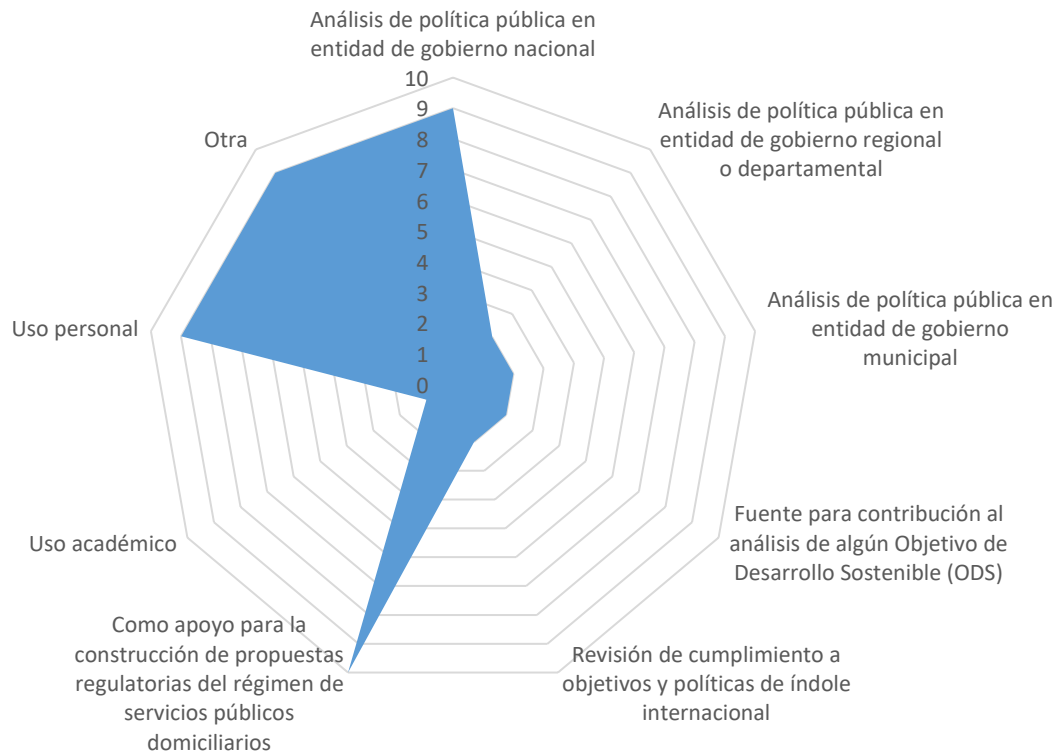 Análisis de política pública en
entidad de gobierno nacional
10
9
8
7
6
5
4
3
2
1
0
Análisis de política pública en
entidad de gobierno regional
o departamental
Análisis de política pública en
entidad de gobierno
municipal
Fuente para contribución al
análisis de algún Objetivo de
Desarrollo Sostenible (ODS)
Revisión de cumplimiento a
objetivos y políticas de índole
internacional
Como apoyo para la
construcción de propuestas
regulatorias del régimen de
servicios públicos
domiciliarios
Uso académico
Uso personal
Otra